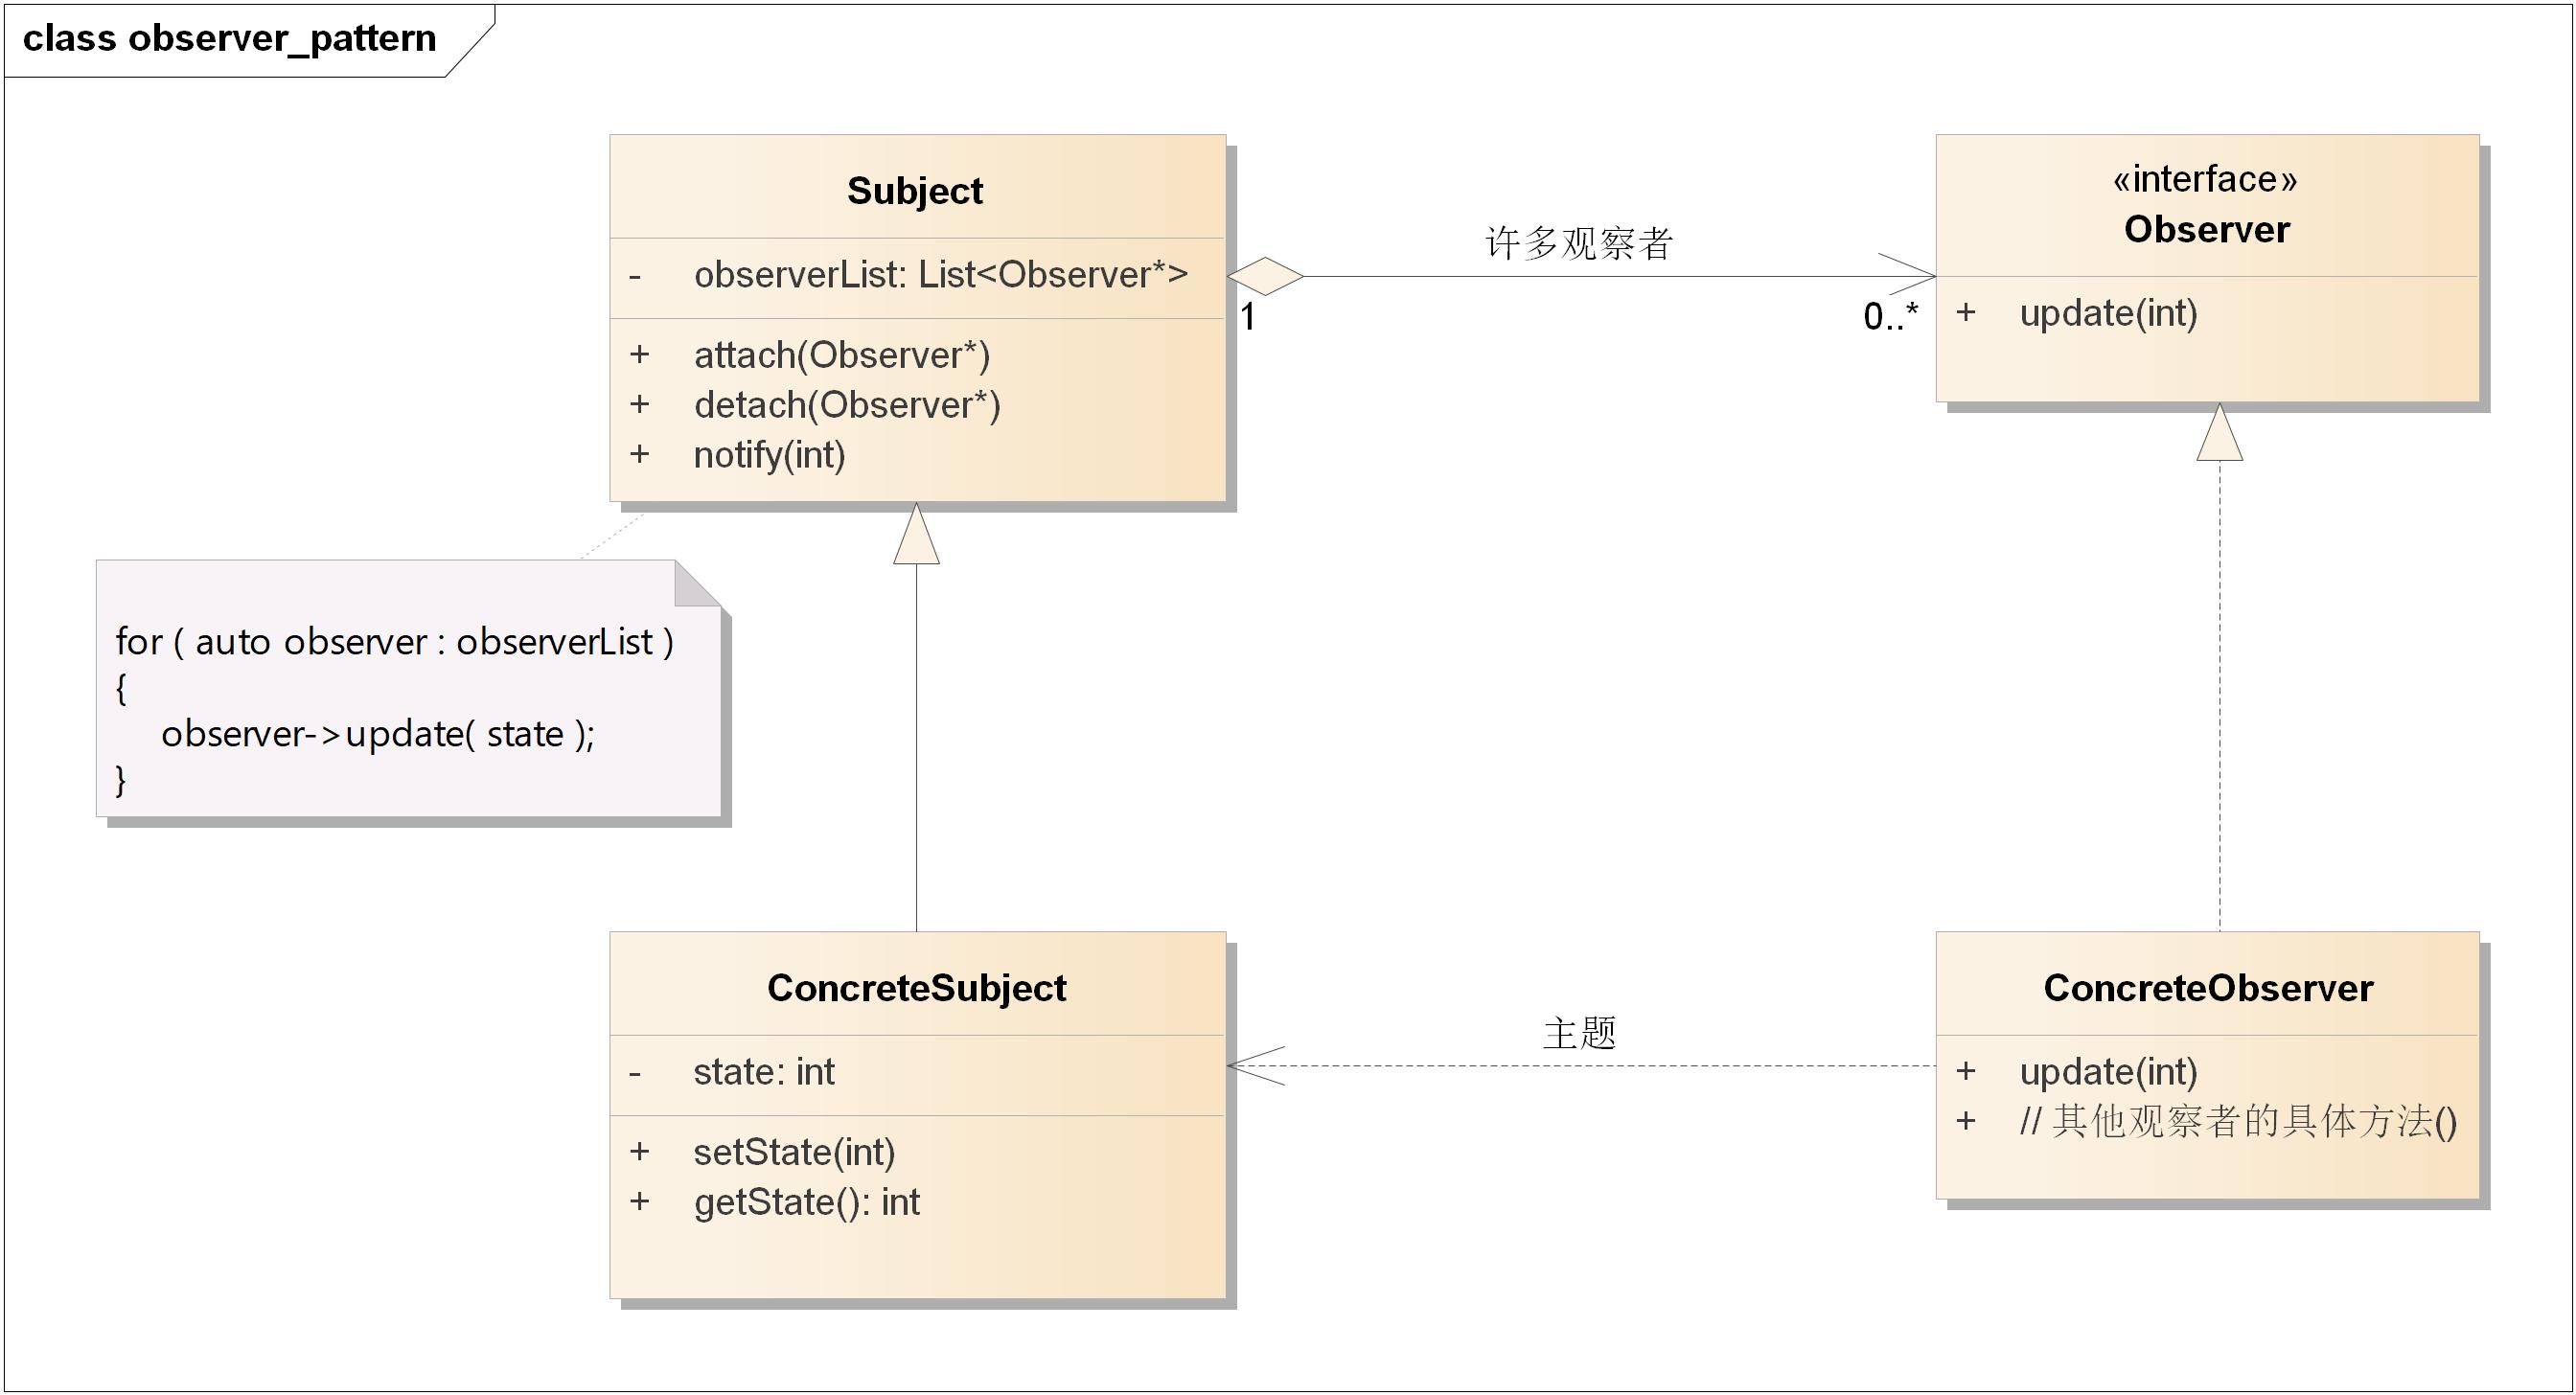 class observer_pattern
Subject
- observerList: List<Observer*>
+ attach(Observer*)
+ detach(Observer*)
+ notify(int)
许多观察者
1
0..*
«interface»
Observer
+ update(int)
for ( auto observer : observerList )
{
observer->update( state );
}
ConcreteSubject
- state: int
+ setState(int)
+ getState(): int
主题
ConcreteObserver
+ update(int)
+ // 其他观察者的具体方法()